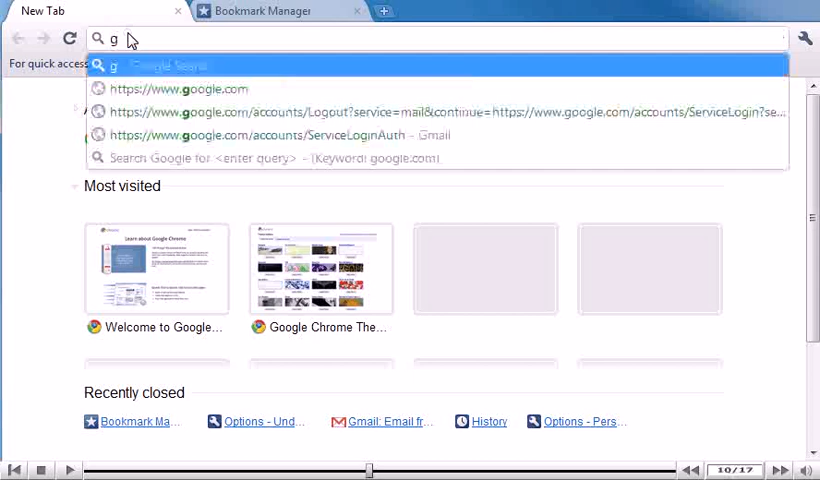 New Tab
Bookmark Manager
g
For quick access
g Google Search
https://www.google.com
https://www.google.com/accounts/Logout?service=mail&continue=https://www.google.com/accounts/ServiceLogin?se...
https://www.google.com/accounts/ServiceLoginAuth - Gmail
Search Google for <enter query> - [Keyword: google.com]
Most visited
Learn about Google Chrome
Welcome to Google...
Google Chrome The...
Recently closed
Bookmark Ma...
Options - Und...
Gmail: Email fr...
History
Options - Pers...
10/17